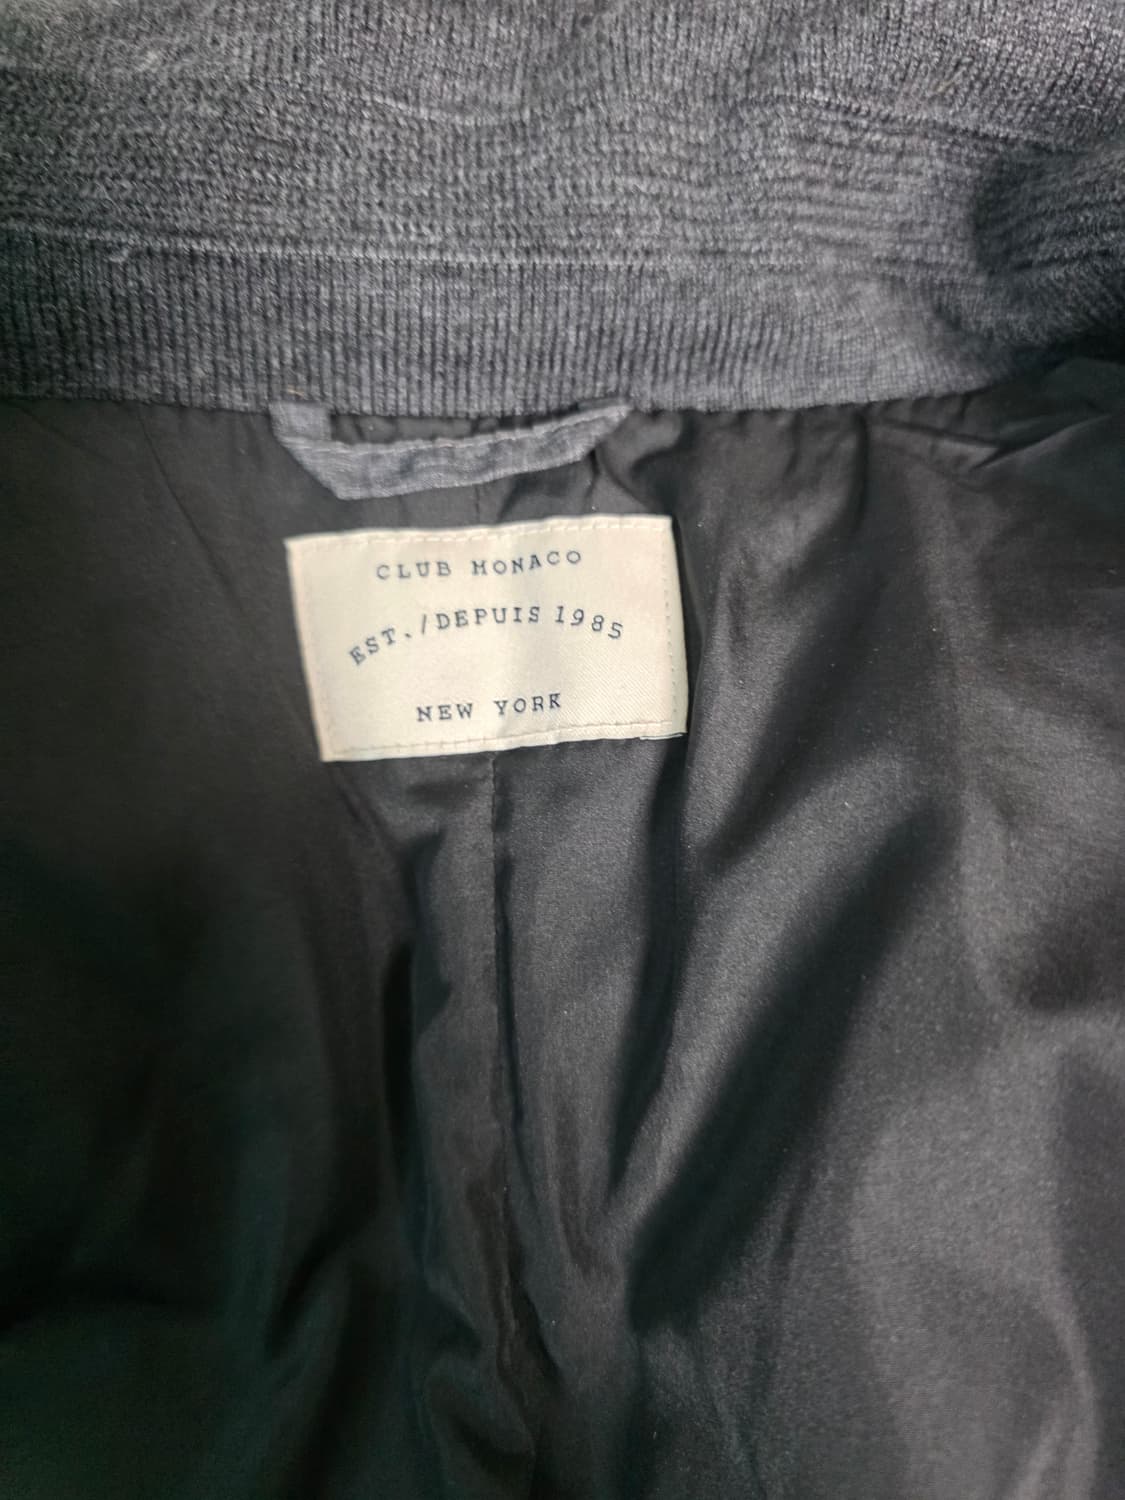 CLUB MONACO
EST./DEPUIS 1985
NEW YORK